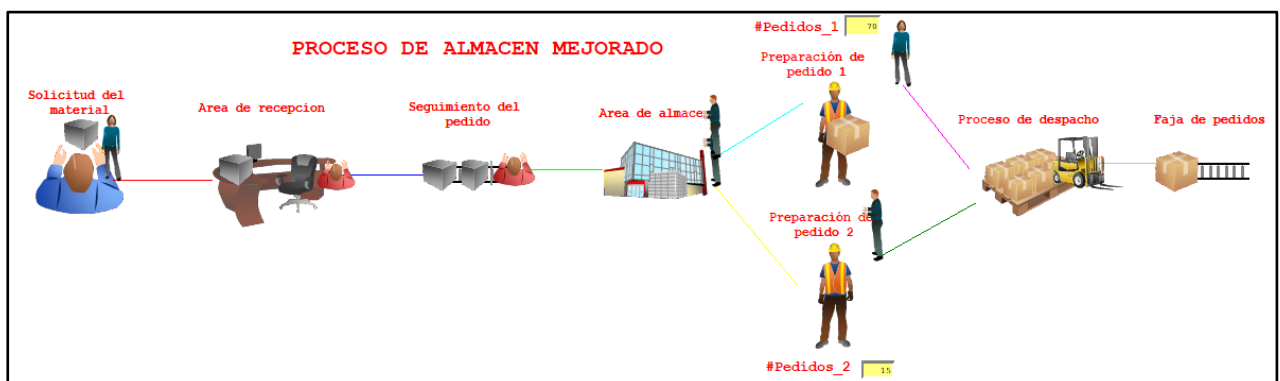 #Pedidos_1 70
PROCESO DE ALMACEN MEJORADO
Preparación de
pedido 1
Solicitud del
material
Area de recepcion
Seguimiento del
pedido
Area de almace
Proceso de despacho
Faja de pedidos
Preparación de
pedido 2
#Pedidos_2 15